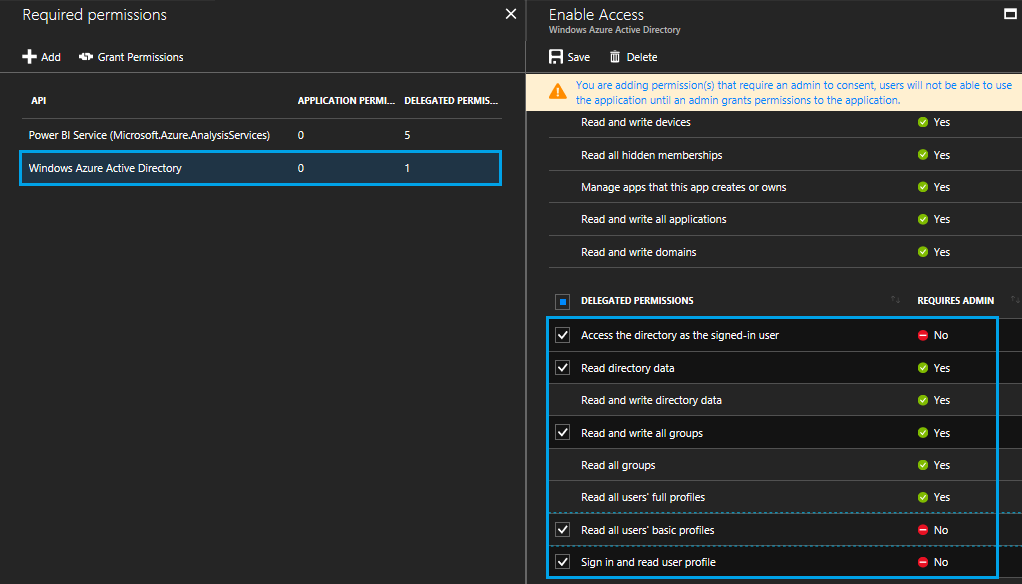 Required permissions
Add
Grant Permissions
API
APPLICATION PERMI...
DELEGATED PERMIS...
Power BI Service (Microsoft.Azure.AnalysisServices)
0
5
Windows Azure Active Directory
0
1
Enable Access
Windows Azure Active Directory
Save
Delete
You are adding permission(s) that require an admin to consent, users will not be able to use
the application until an admin grants permissions to the application.
Read and write devices
Yes
Read all hidden memberships
Yes
Manage apps that this app creates or owns
Yes
Read and write all applications
Yes
Read and write domains
Yes
DELEGATED PERMISSIONS
REQUIRES ADMIN
Access the directory as the signed-in user
No
Read directory data
Yes
Read and write directory data
Yes
Read and write all groups
Yes
Read all groups
Yes
Read all users' full profiles
Yes
Read all users' basic profiles
No
Sign in and read user profile
No